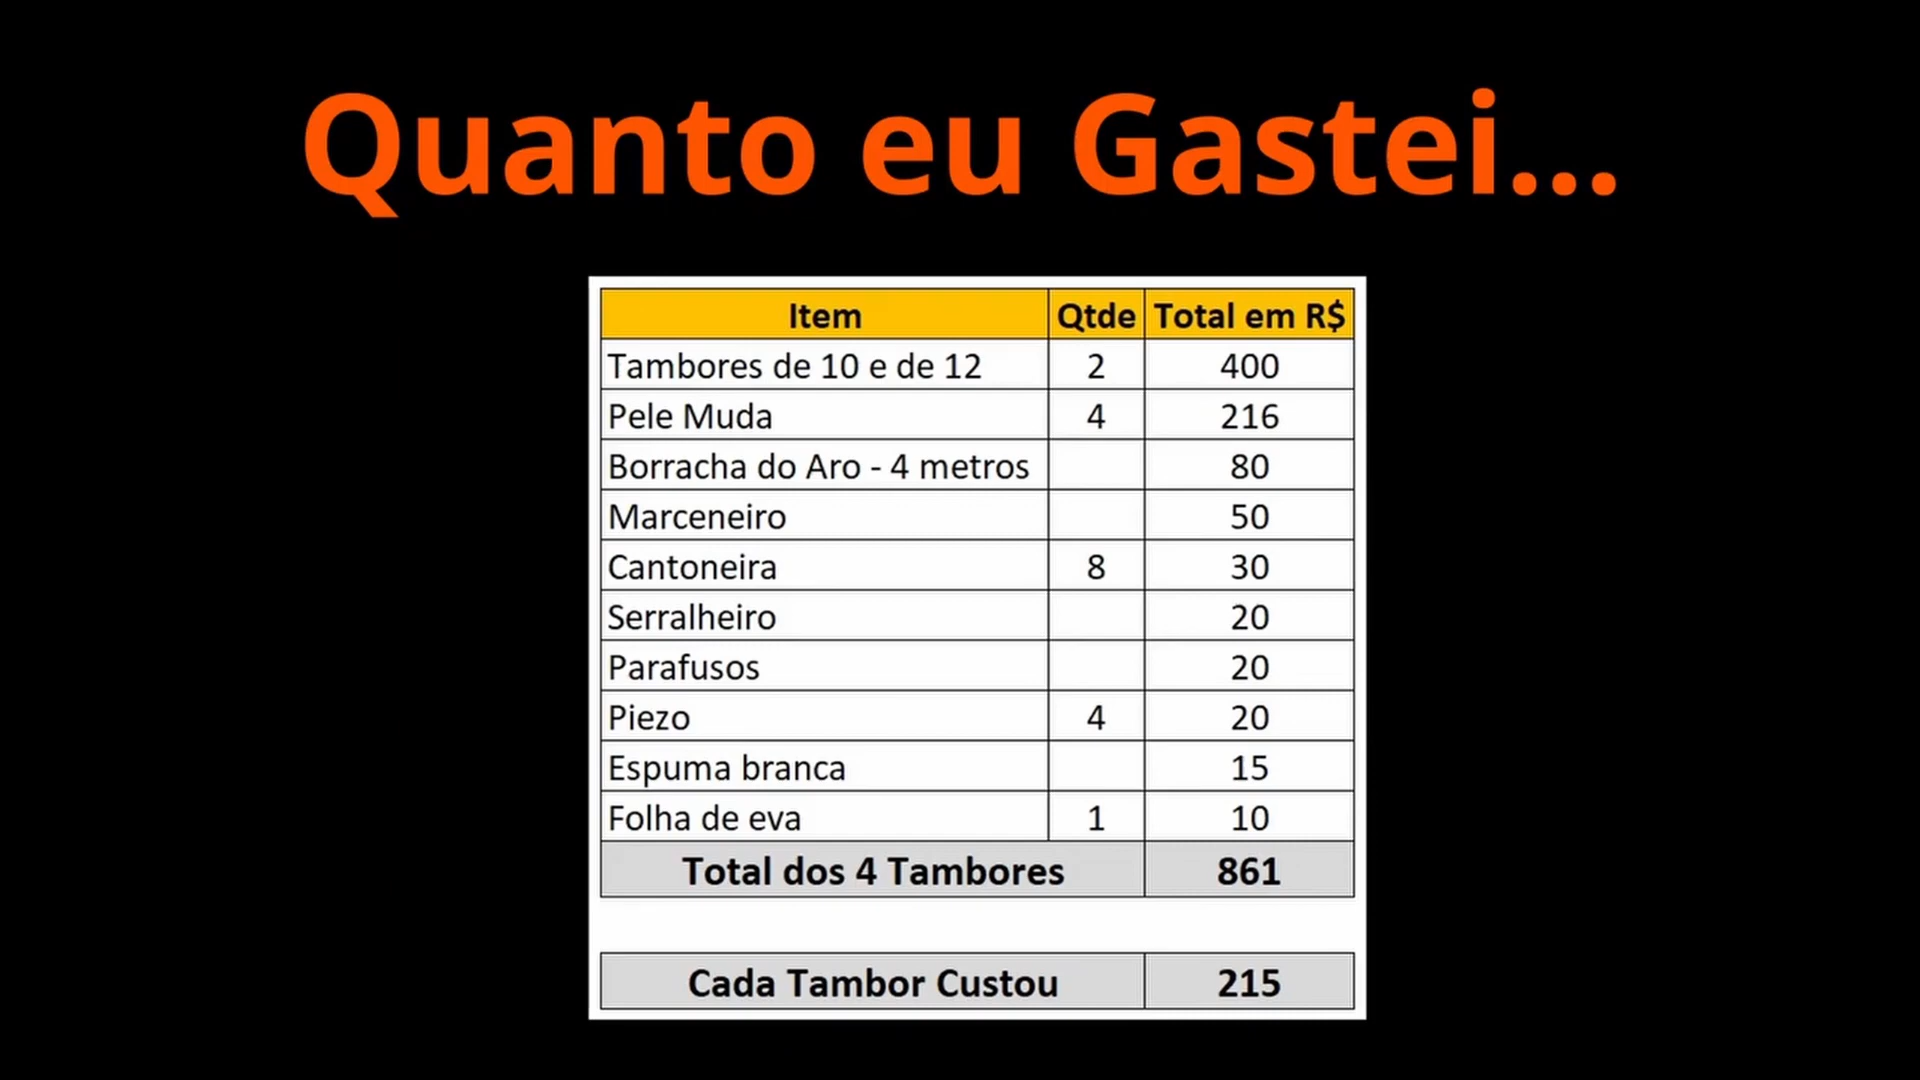 Quanto eu Gastei...
Item Qtde Total em R$
Tambores de 10 e de 12 2 400
Pele Muda 4 216
Borracha do Aro - 4 metros 80
Marceneiro 50
Cantoneira 8 30
Serralheiro 20
Parafusos 20
Piezo 4 20
Espuma branca 15
Folha de eva 1 10
Total dos 4 Tambores 861
Cada Tambor Custou 215